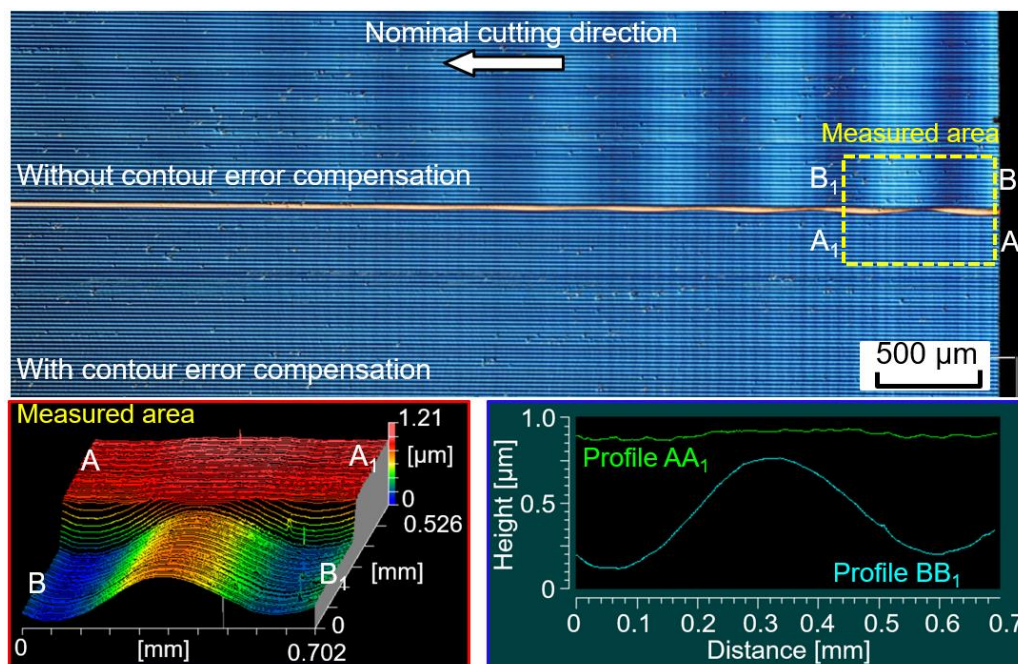 Nominal cutting direction
Measured area
Without contour error compensation
B₁
B
A₁
A
With contour error compensation
500 μm
Measured area
1.21
[μm]
0
A
A₁
0.526
[mm]
B
B₁
0
0
[mm]
0.702
1.0
0.5
0
Height [μm]
Profile AA₁
Profile BB₁
0
0.1
0.2
0.3
0.4
0.5
0.6
0.7
Distance [mm]